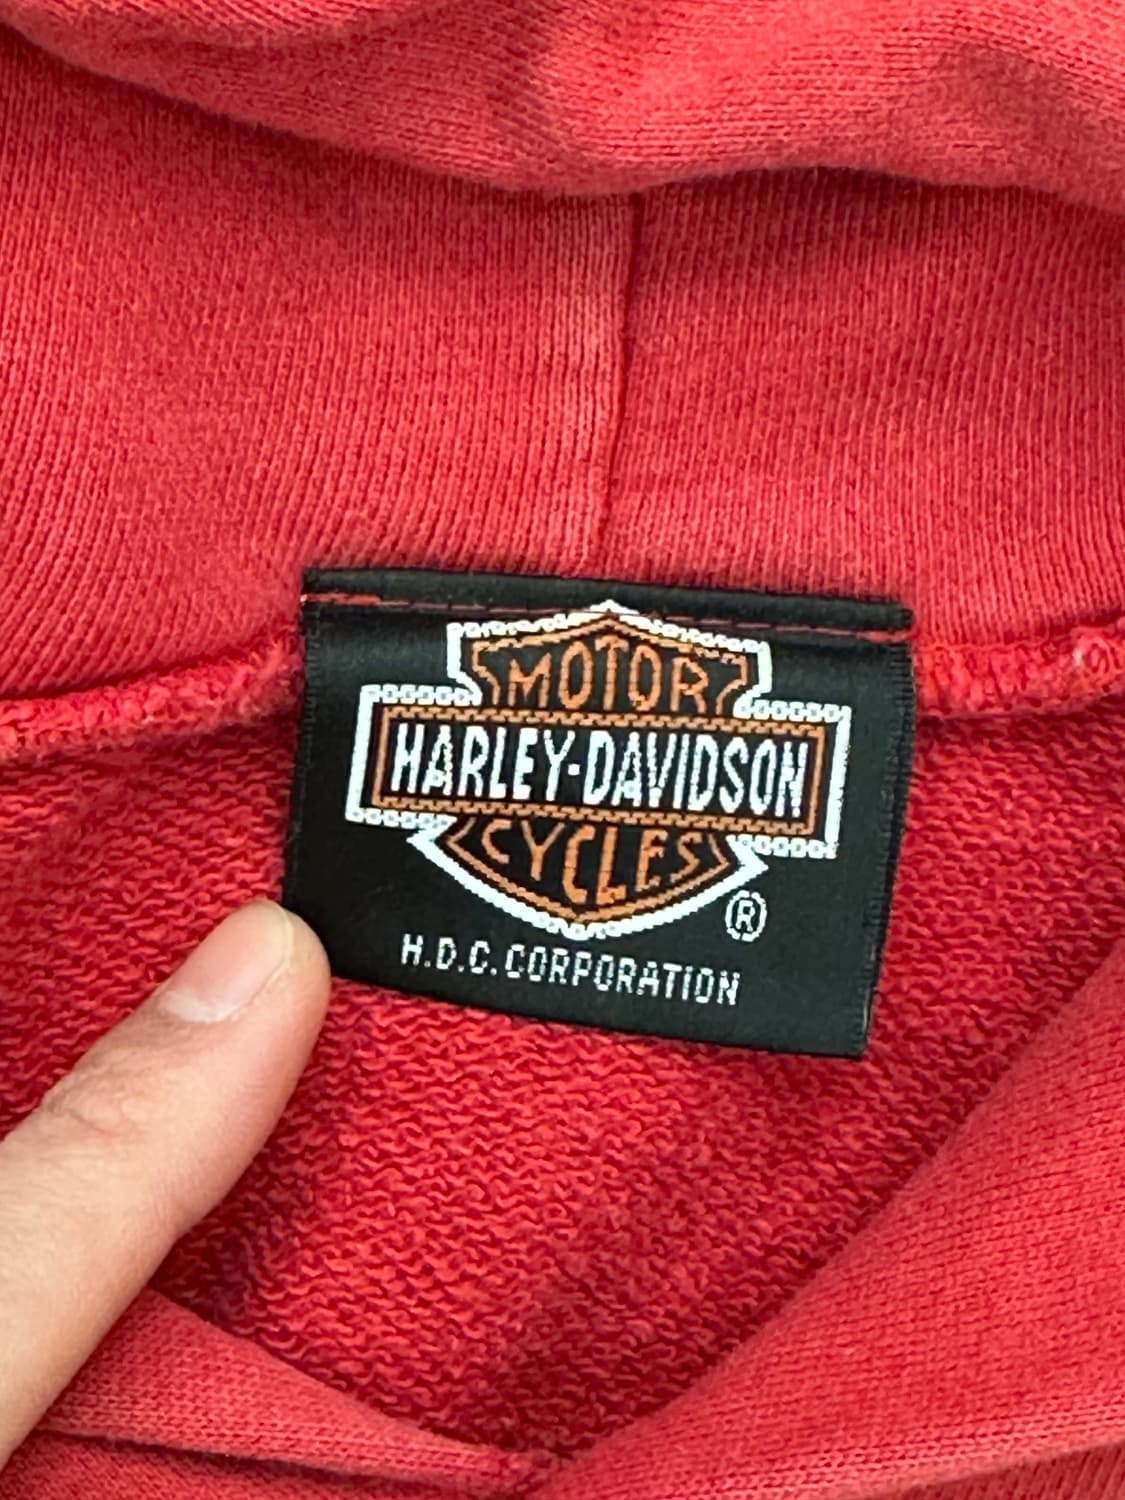 MOTOR
HARLEY-DAVIDSON
CYCLES
®
H.D.C. CORPORATION